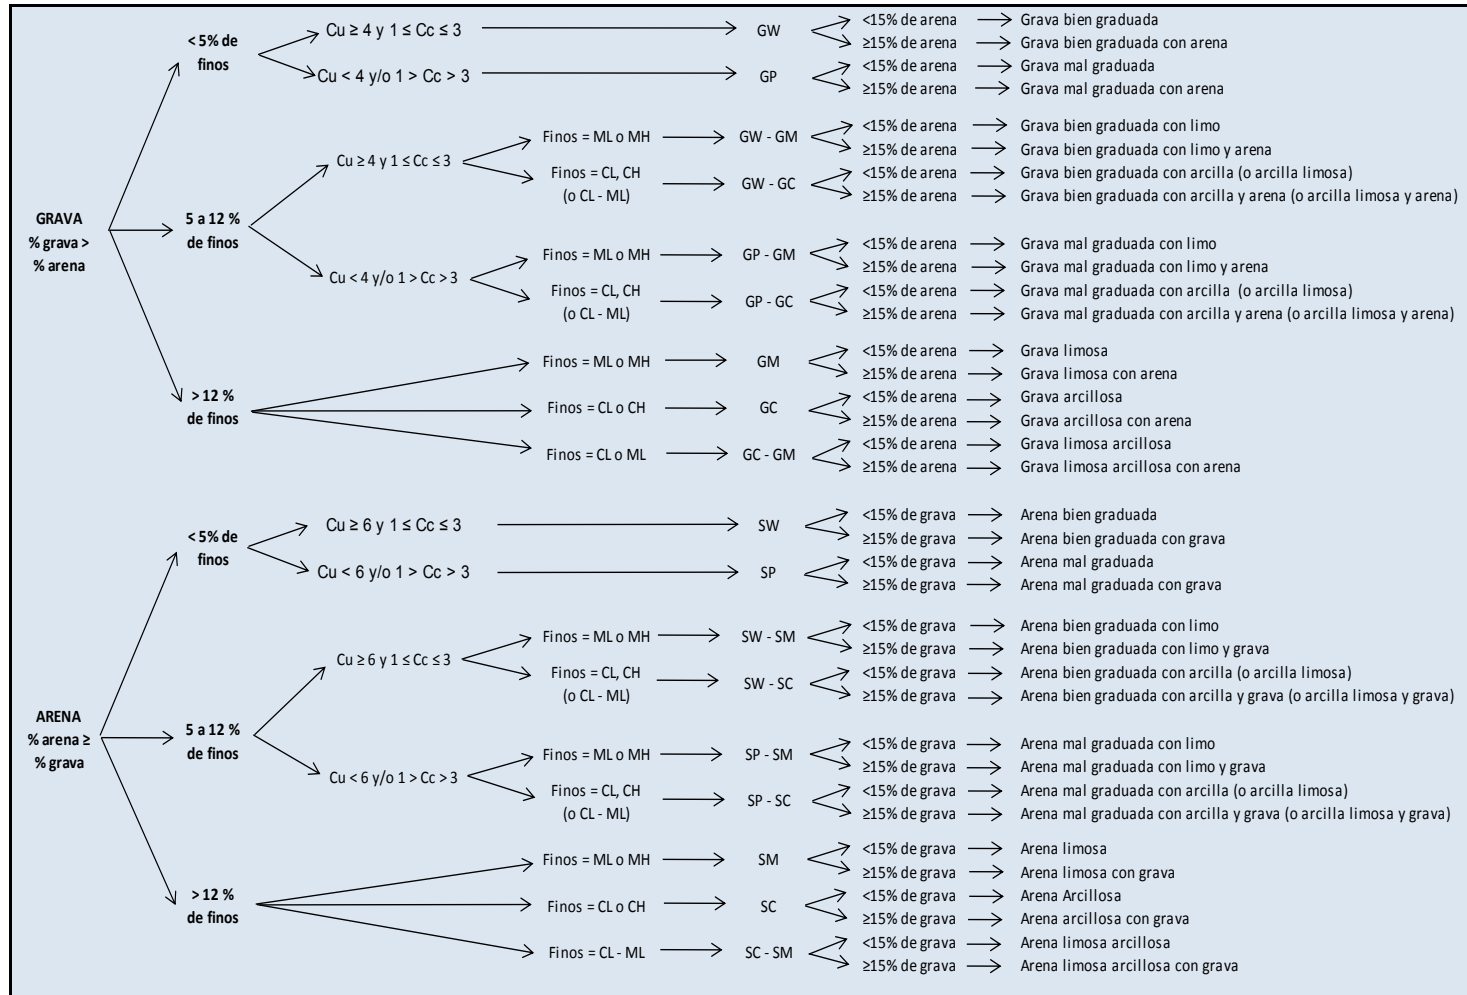 GRAVA
% grava >
% arena
< 5% de
finos
Cu ≥ 4 y 1 ≤ Cc ≤ 3
GW
<15% de arena
Grava bien graduada
≥15% de arena
Grava bien graduada con arena
Cu < 4 y/o 1 > Cc > 3
GP
<15% de arena
Grava mal graduada
≥15% de arena
Grava mal graduada con arena
5 a 12 %
de finos
Cu ≥ 4 y 1 ≤ Cc ≤ 3
Finos = ML o MH
GW - GM
<15% de arena
Grava bien graduada con limo
≥15% de arena
Grava bien graduada con limo y arena
Finos = CL, CH
(o CL - ML)
GW - GC
<15% de arena
Grava bien graduada con arcilla (o arcilla limosa)
≥15% de arena
Grava bien graduada con arcilla y arena (o arcilla limosa y arena)
Cu < 4 y/o 1 > Cc > 3
Finos = ML o MH
GP - GM
<15% de arena
Grava mal graduada con limo
≥15% de arena
Grava mal graduada con limo y arena
Finos = CL, CH
(o CL - ML)
GP - GC
<15% de arena
Grava mal graduada con arcilla (o arcilla limosa)
≥15% de arena
Grava mal graduada con arcilla y arena (o arcilla limosa y arena)
> 12 %
de finos
Finos = ML o MH
GM
<15% de arena
Grava limosa
≥15% de arena
Grava limosa con arena
Finos = CL o CH
GC
<15% de arena
Grava arcillosa
≥15% de arena
Grava arcillosa con arena
Finos = CL o ML
GC - GM
<15% de arena
Grava limosa arcillosa
≥15% de arena
Grava limosa arcillosa con arena
ARENA
% arena ≥
% grava
< 5% de
finos
Cu ≥ 6 y 1 ≤ Cc ≤ 3
SW
<15% de grava
Arena bien graduada
≥15% de grava
Arena bien graduada con grava
Cu < 6 y/o 1 > Cc > 3
SP
<15% de grava
Arena mal graduada
≥15% de grava
Arena mal graduada con grava
5 a 12 %
de finos
Cu ≥ 6 y 1 ≤ Cc ≤ 3
Finos = ML o MH
SW - SM
<15% de grava
Arena bien graduada con limo
≥15% de grava
Arena bien graduada con limo y grava
Finos = CL, CH
(o CL - ML)
SW - SC
<15% de grava
Arena bien graduada con arcilla (o arcilla limosa)
≥15% de grava
Arena bien graduada con arcilla y grava (o arcilla limosa y grava)
Cu < 6 y/o 1 > Cc > 3
Finos = ML o MH
SP - SM
<15% de grava
Arena mal graduada con limo
≥15% de grava
Arena mal graduada con limo y grava
Finos = CL, CH
(o CL - ML)
SP - SC
<15% de grava
Arena mal graduada con arcilla (o arcilla limosa)
≥15% de grava
Arena mal graduada con arcilla y grava (o arcilla limosa y grava)
> 12 %
de finos
Finos = ML o MH
SM
<15% de grava
Arena limosa
≥15% de grava
Arena limosa con grava
Finos = CL o CH
SC
<15% de grava
Arena Arcillosa
≥15% de grava
Arena arcillosa con grava
Finos = CL - ML
SC - SM
<15% de grava
Arena limosa arcillosa
≥15% de grava
Arena limosa arcillosa con grava